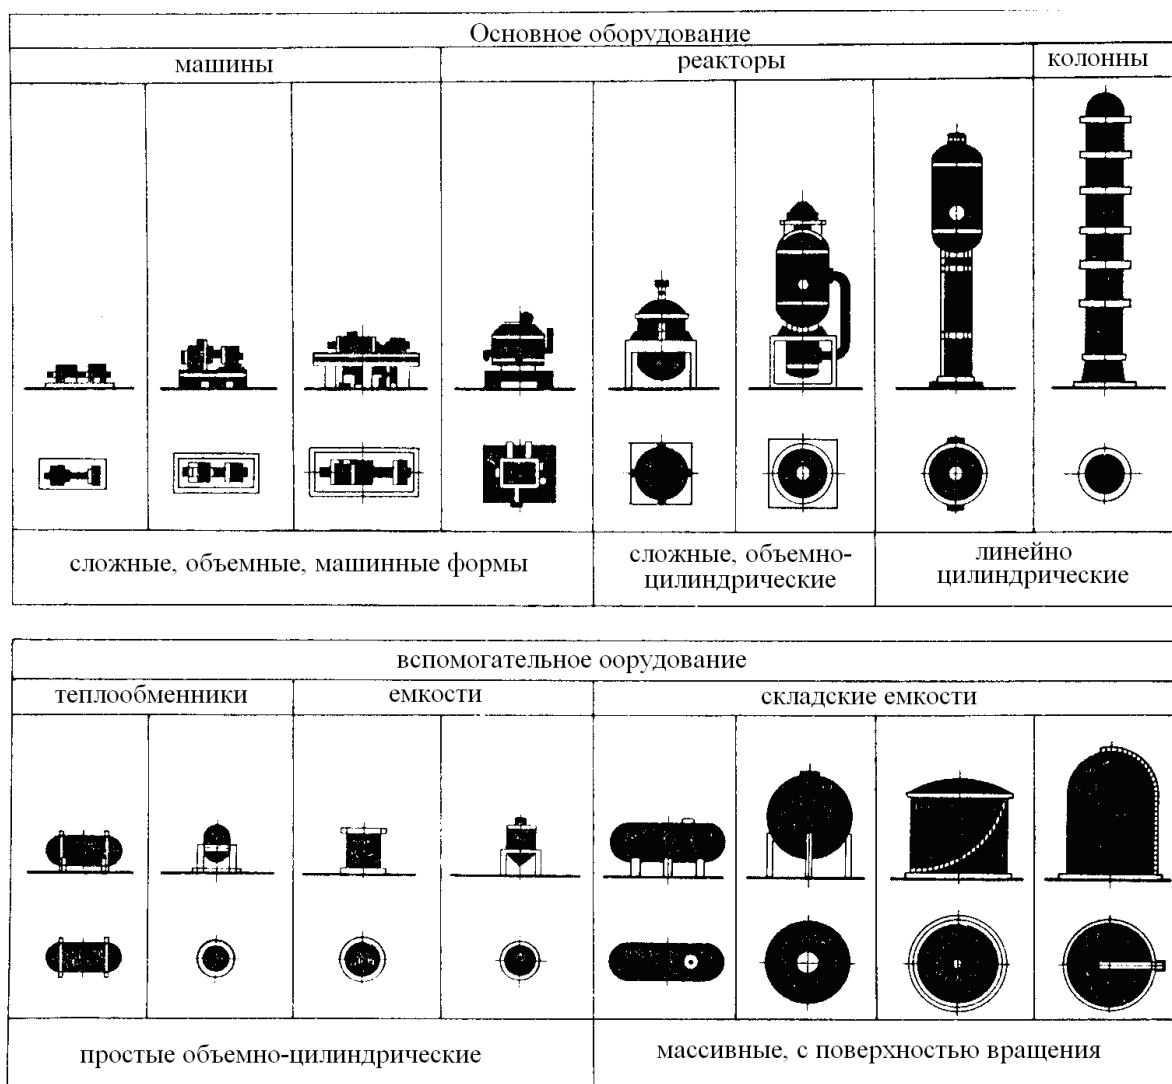 Основное оборудование
машины
реакторы
колонны
сложные, объемные, машинные формы
сложные, объемно-
цилиндрические
линейно
цилиндрические
вспомогательное оорудование
теплообменники
емкости
складские емкости
простые объемно-цилиндрические
массивные, с поверхностью вращения